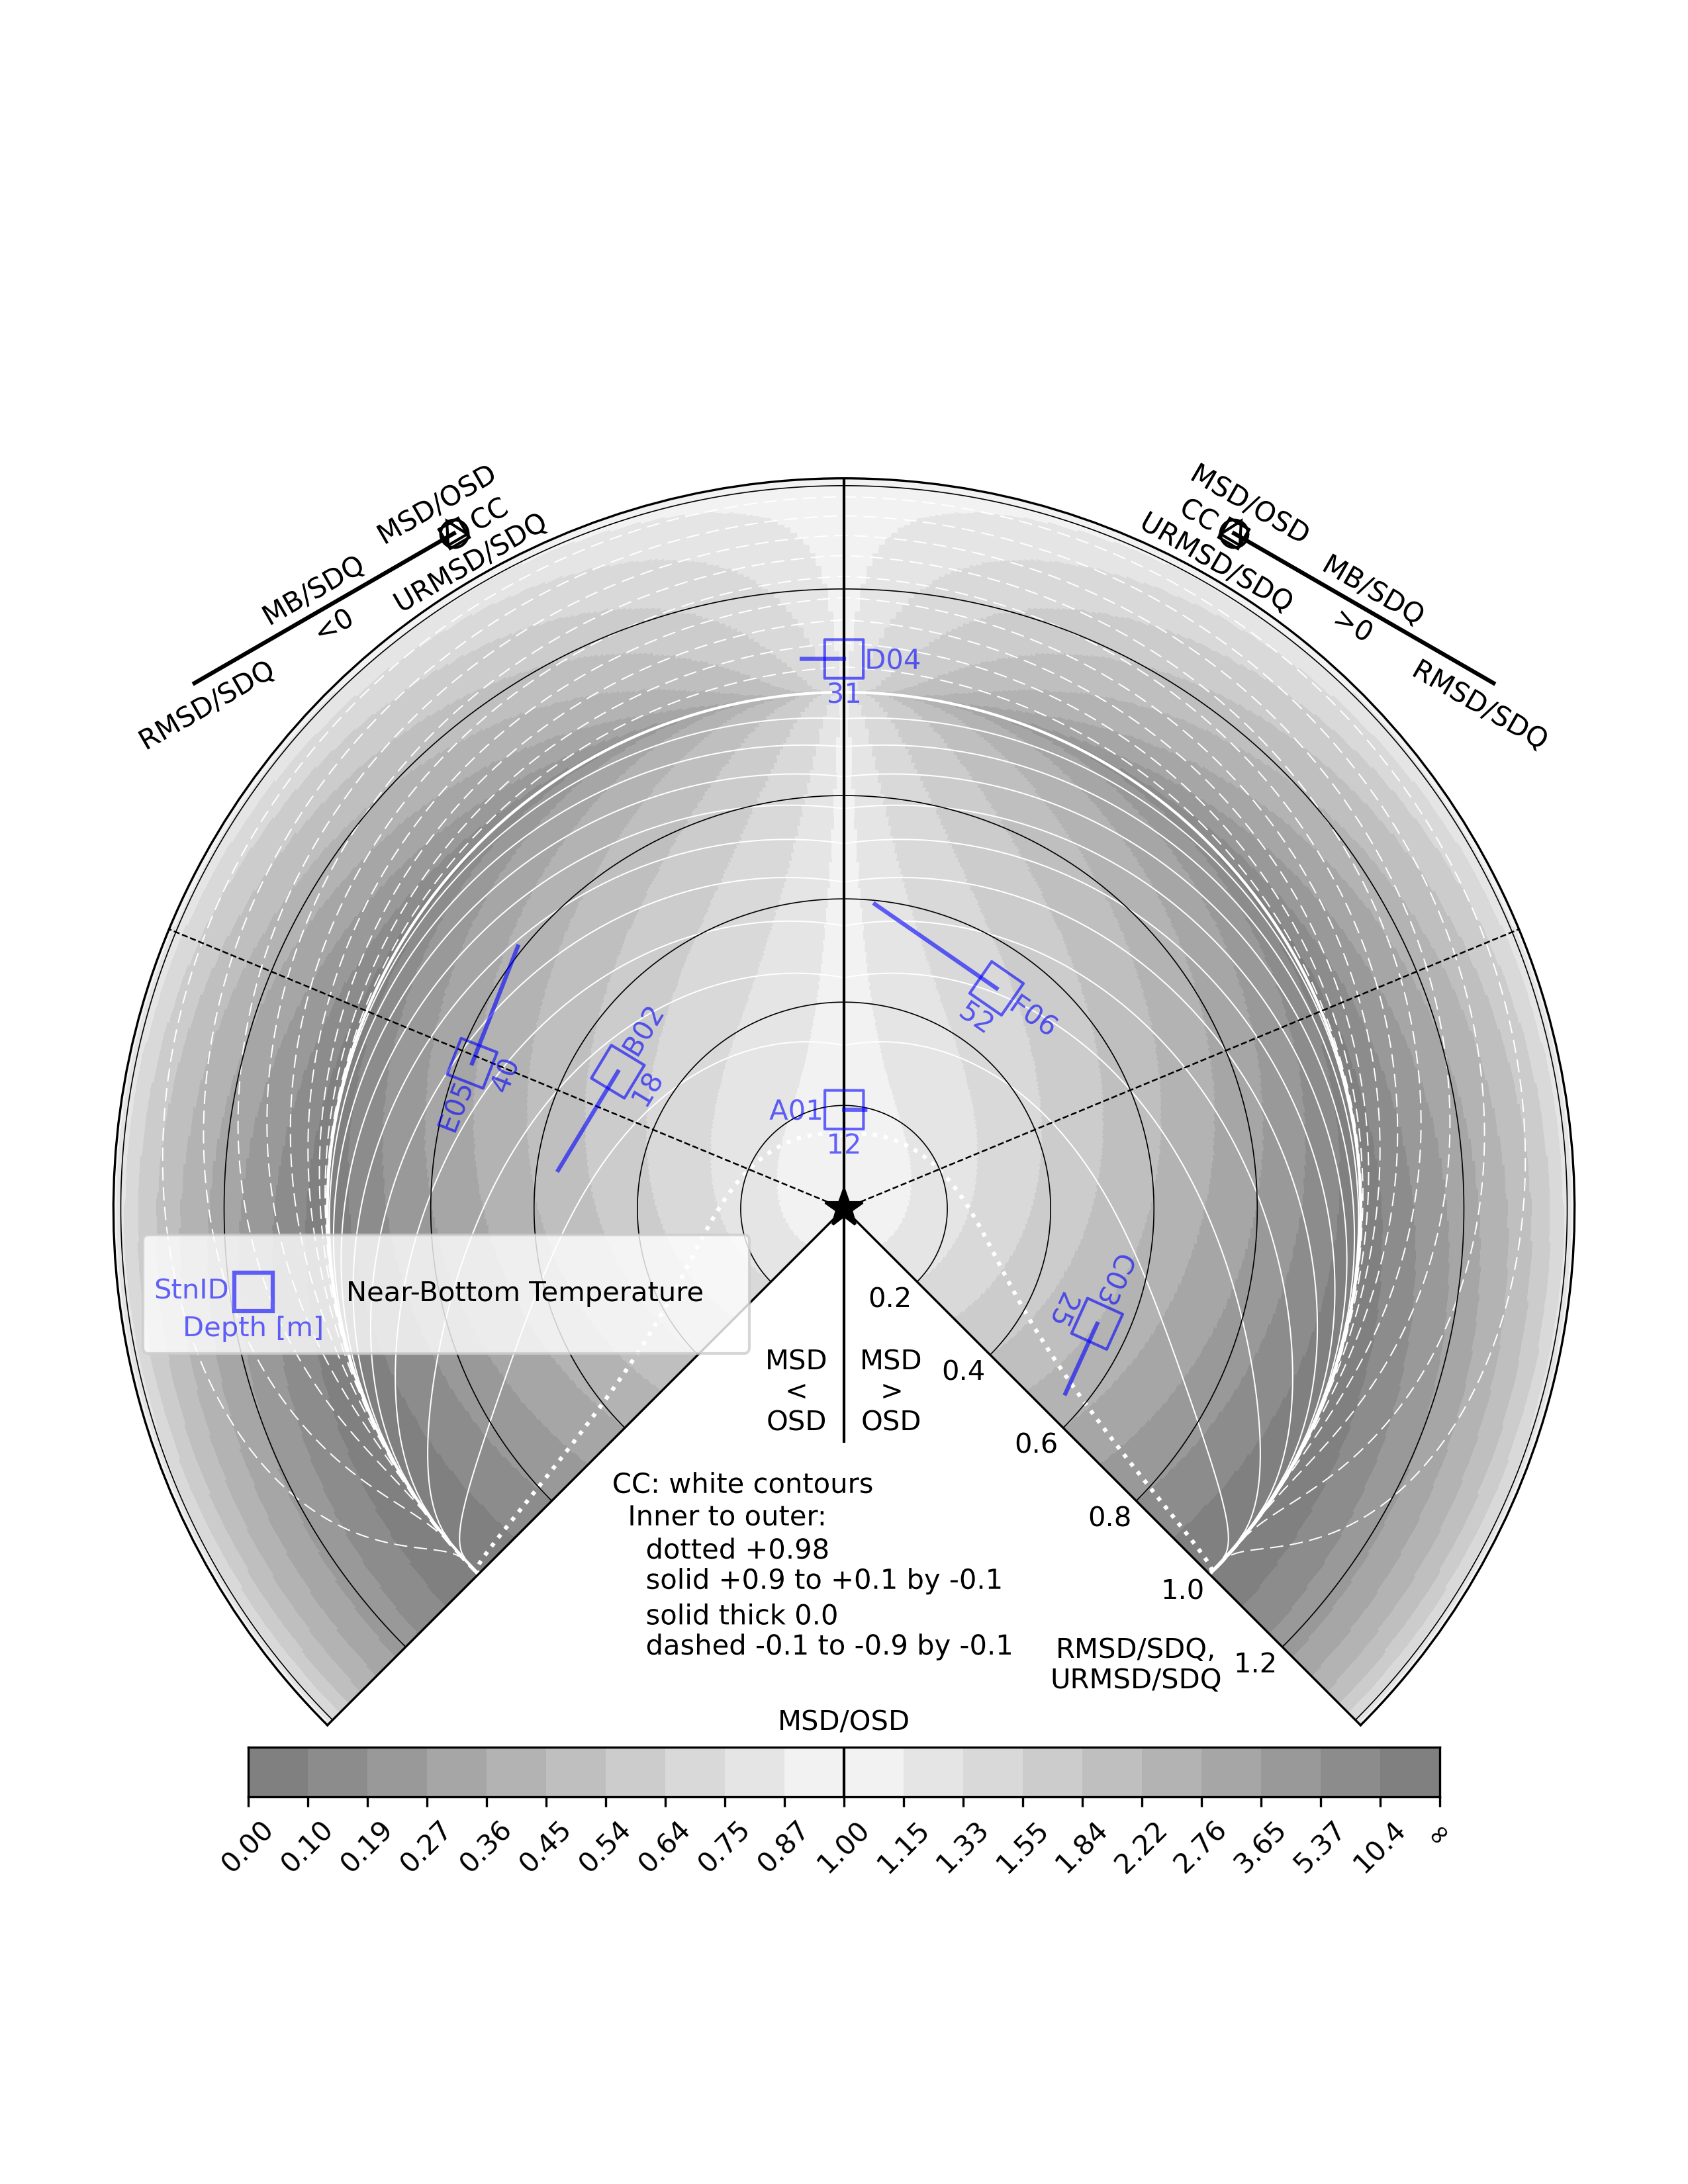 MSD/OSD
CC
URMSD/SDQ
MB/SDQ
<0
RMSD/SDQ
MSD/OSD
CC
URMSD/SDQ
MB/SDQ
>0
RMSD/SDQ
D04
31
F06
52
B02
18
E05
40
A01
12
C03
25
StnID
Depth [m]
Near-Bottom Temperature
0.2
0.4
0.6
0.8
1.0
1.2
MSD
<
OSD
MSD
>
OSD
CC: white contours
Inner to outer:
dotted +0.98
solid +0.9 to +0.1 by -0.1
solid thick 0.0
dashed -0.1 to -0.9 by -0.1
RMSD/SDQ,
URMSD/SDQ
MSD/OSD
0.00 0.10 0.19 0.27 0.36 0.45 0.54 0.64 0.75 0.87 1.00 1.15 1.33 1.55 1.84 2.22 2.76 3.65 5.37 10.4 ∞